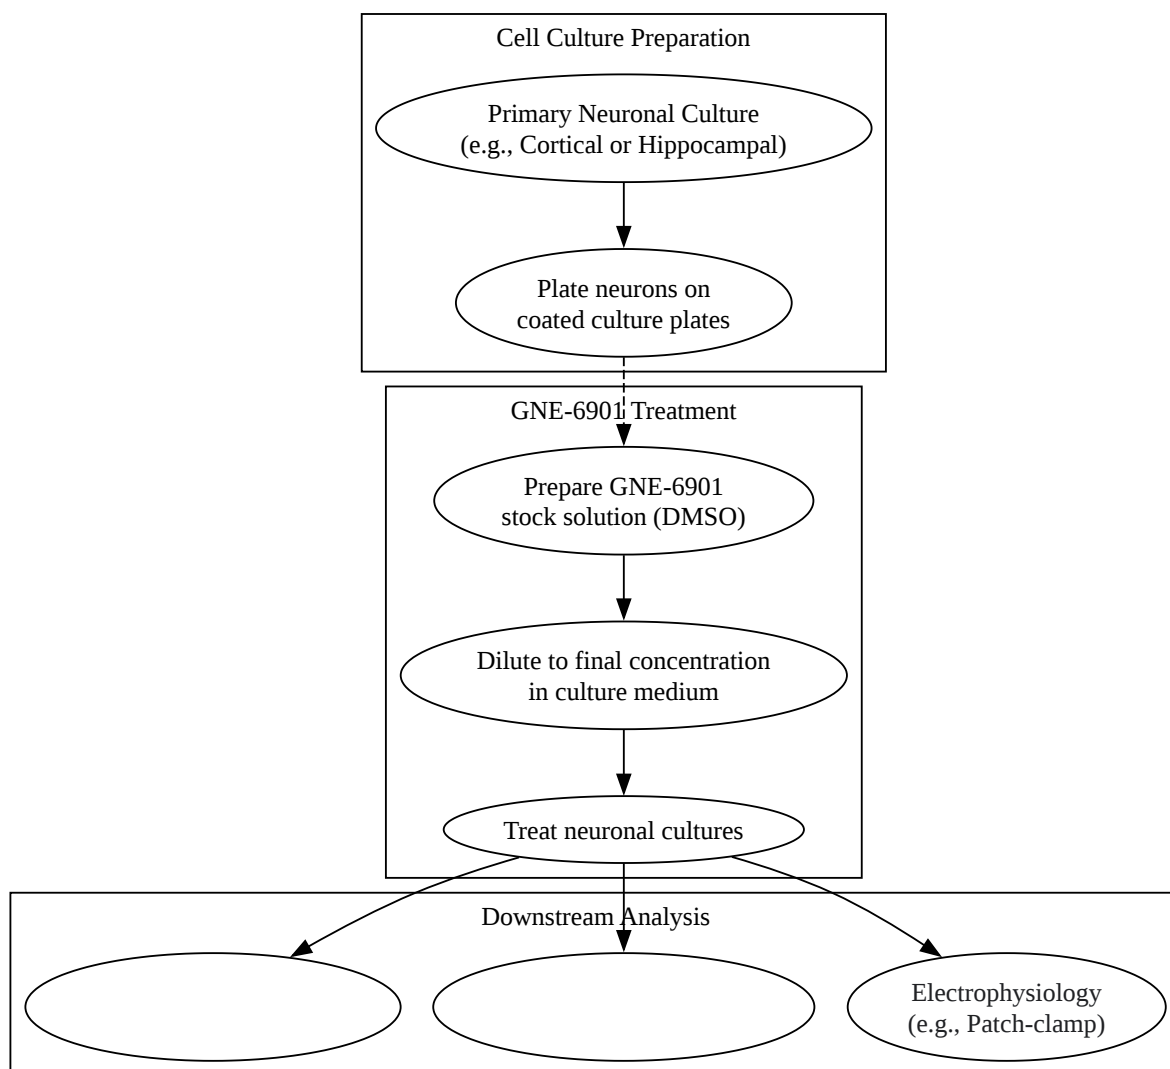 Cell Culture Preparation
Primary Neuronal Culture
(e.g., Cortical or Hippocampal)
Plate neurons on
coated culture plates
GNE-6901 Treatment
Prepare GNE-6901
stock solution (DMSO)
Dilute to final concentration
in culture medium
Treat neuronal cultures
Downstream Analysis
Electrophysiology
(e.g., Patch-clamp)